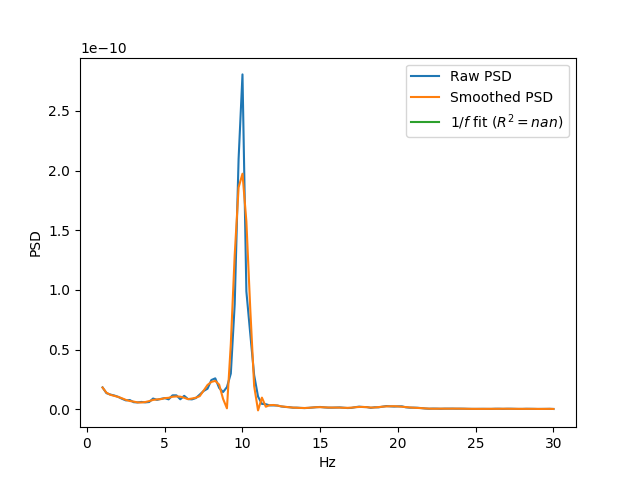 1e−10
Raw PSD
Smoothed PSD
1/f fit (R² = nan)
PSD
2.5
2.0
1.5
1.0
0.5
0.0
0 5 10 15 20 25 30
Hz